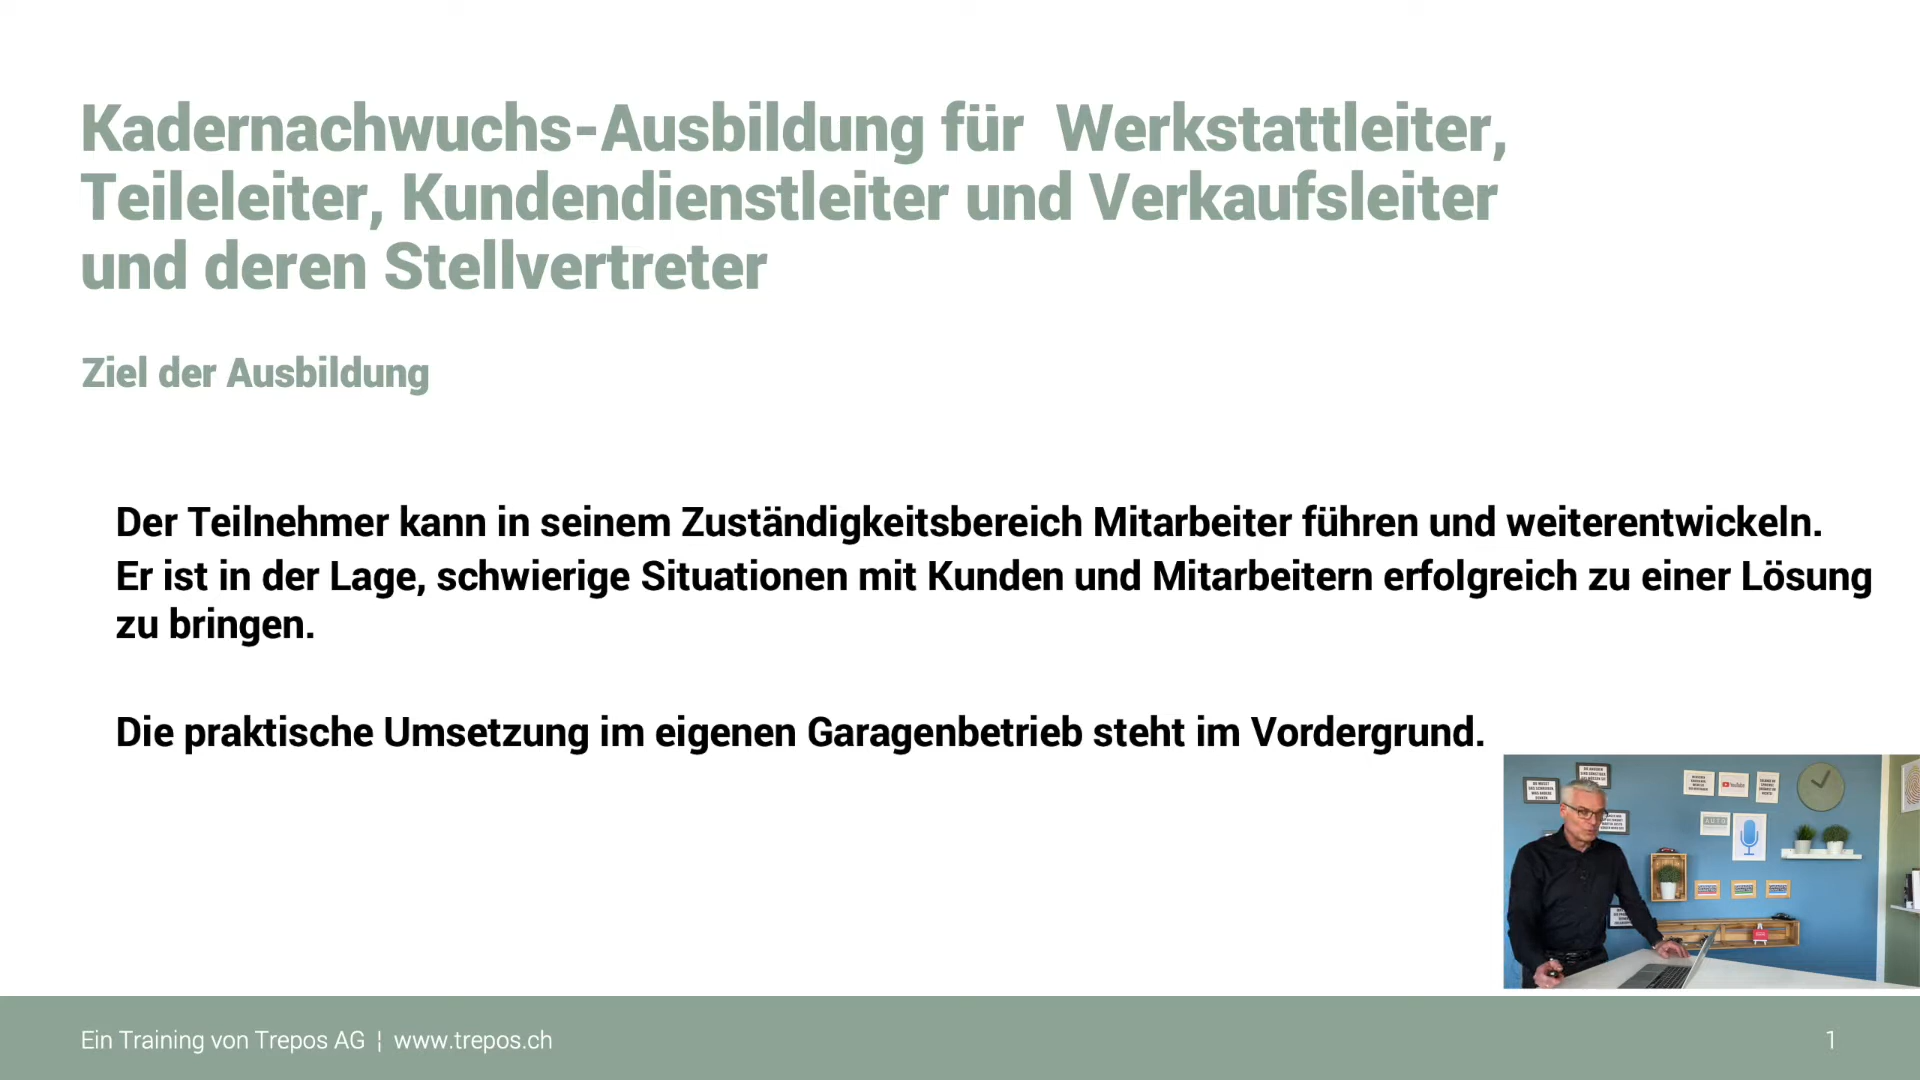 Kadernachwuchs-Ausbildung für Werkstattleiter,
Teileleiter, Kundendienstleiter und Verkaufsleiter
und deren Stellvertreter
Ziel der Ausbildung
Der Teilnehmer kann in seinem Zuständigkeitsbereich Mitarbeiter führen und weiterentwickeln.
Er ist in der Lage, schwierige Situationen mit Kunden und Mitarbeitern erfolgreich zu einer Lösung
zu bringen.
Die praktische Umsetzung im eigenen Garagenbetrieb steht im Vordergrund.
YouTube
AUTO
Ein Training von Trepos AG ¦ www.trepos.ch
1